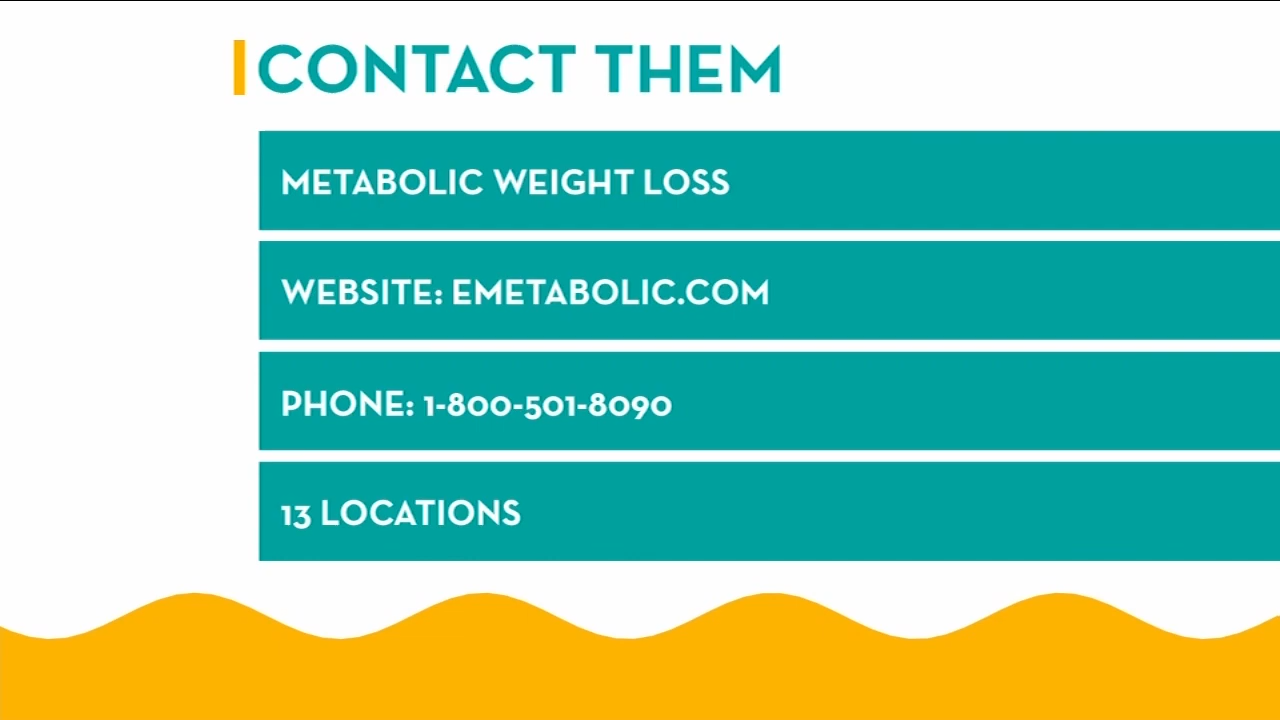 CONTACT THEM
METABOLIC WEIGHT LOSS
WEBSITE: EMETABOLIC.COM
PHONE: 1-800-501-8090
13 LOCATIONS